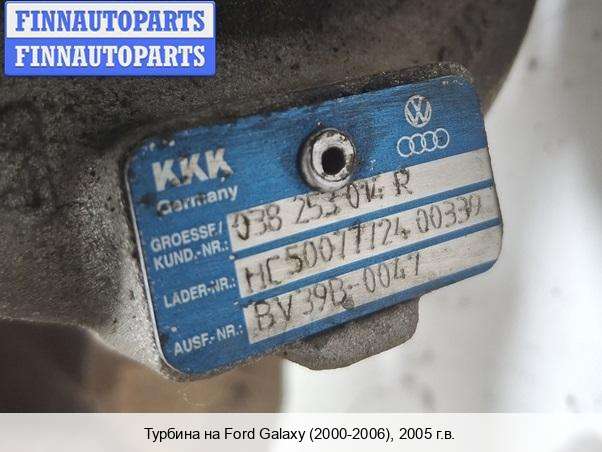 FINNAUTOPARTS
FINNAUTOPARTS
KKK
Germany
GROESSF./
KUND.-NR.: 038 253 014 R
LADER-NR.: HC50077724 00339
AUSF.-NR.: BV39B-0047
Турбина на Ford Galaxy (2000-2006), 2005 г.в.